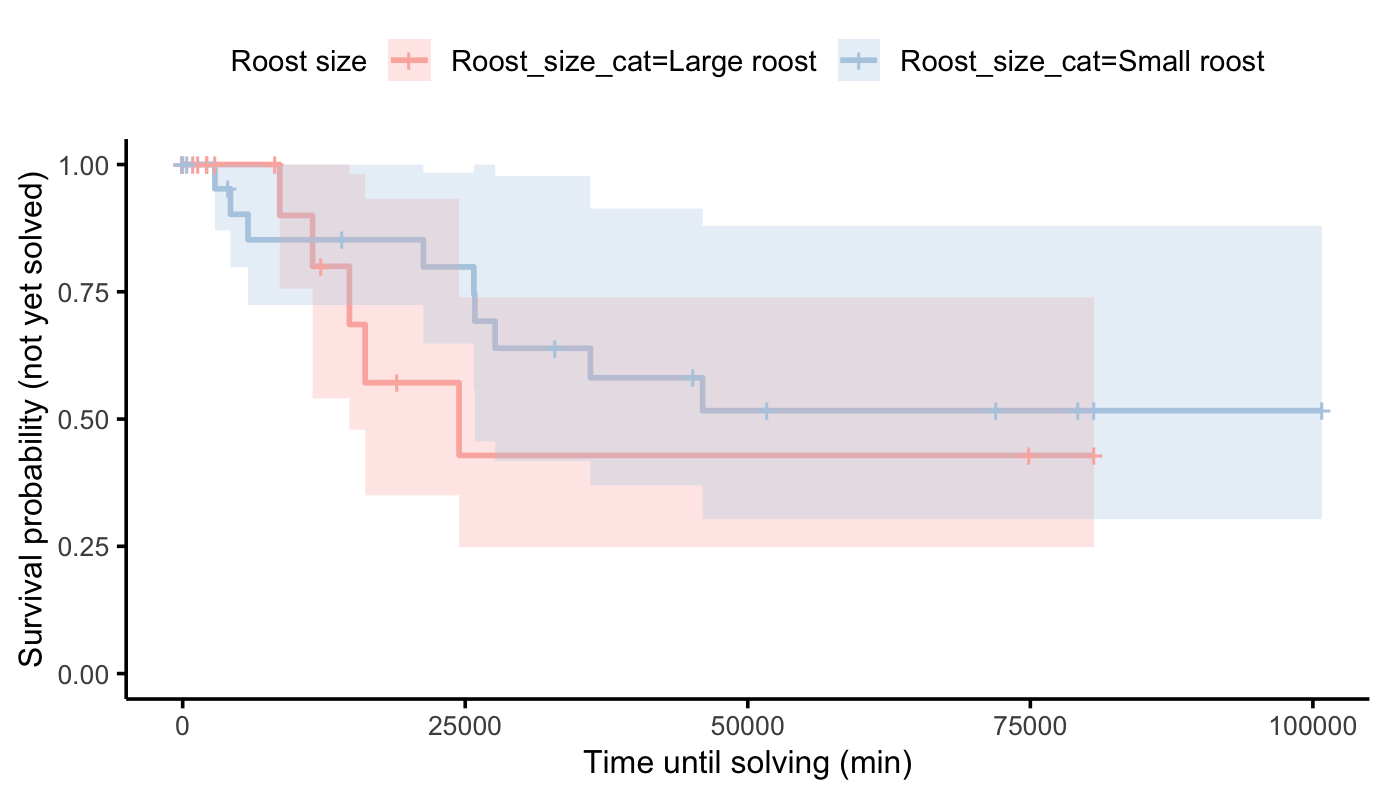 Roost size Roost_size_cat=Large roost Roost_size_cat=Small roost
Survival probability (not yet solved)
1.00
0.75
0.50
0.25
0.00
0 25000 50000 75000 100000
Time until solving (min)